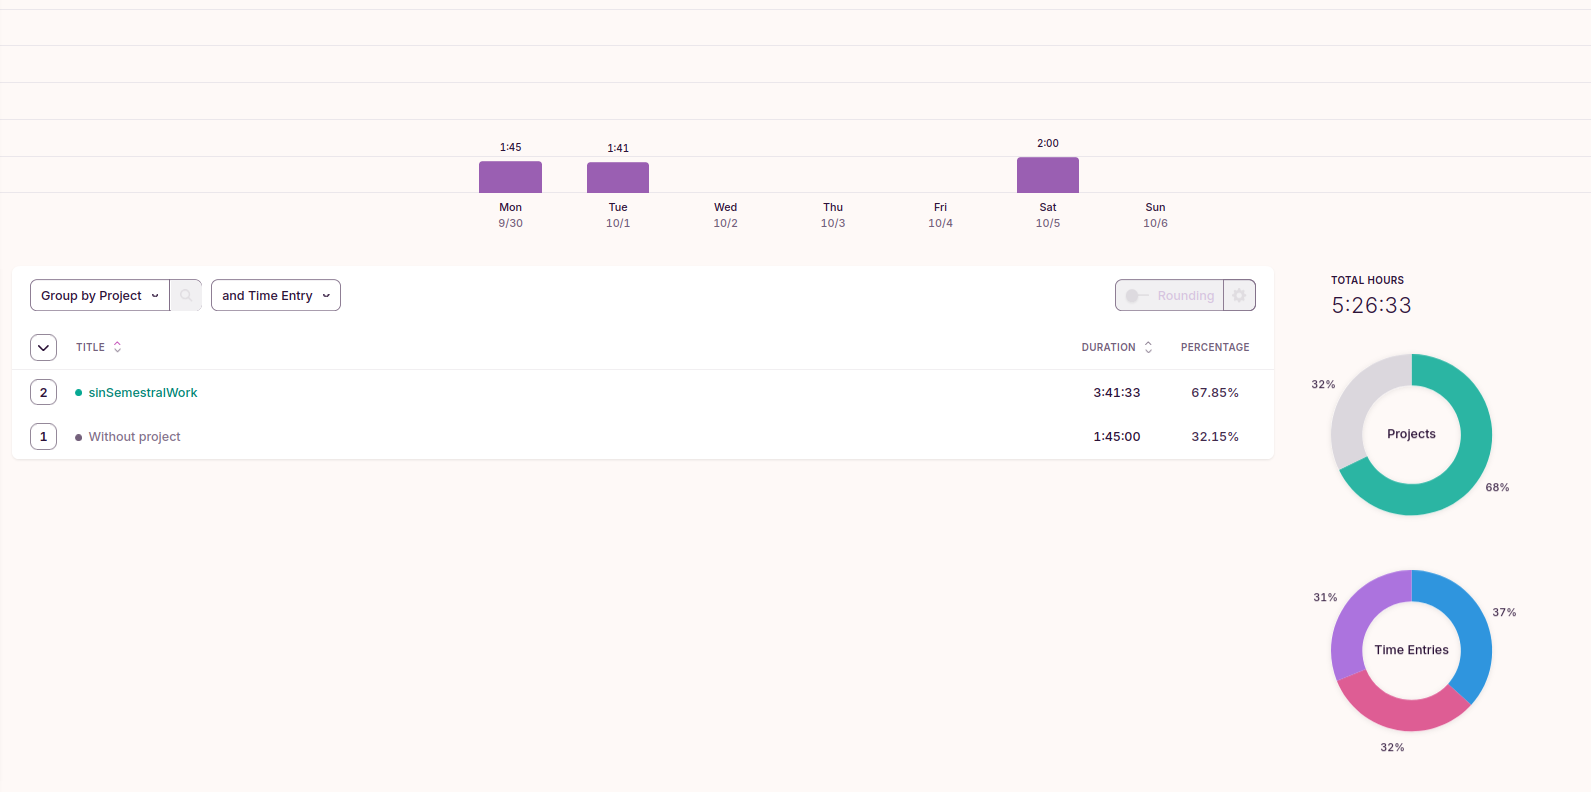 1:45
1:41
2:00
Mon
Tue
Wed
Thu
Fri
Sat
Sun
9/30
10/1
10/2
10/3
10/4
10/5
10/6
Group by Project
and Time Entry
Rounding
TITLE
DURATION
PERCENTAGE
2
sinSemestralWork
3:41:33
67.85%
1
Without project
1:45:00
32.15%
TOTAL HOURS
5:26:33
32%
Projects
68%
31%
37%
Time Entries
32%